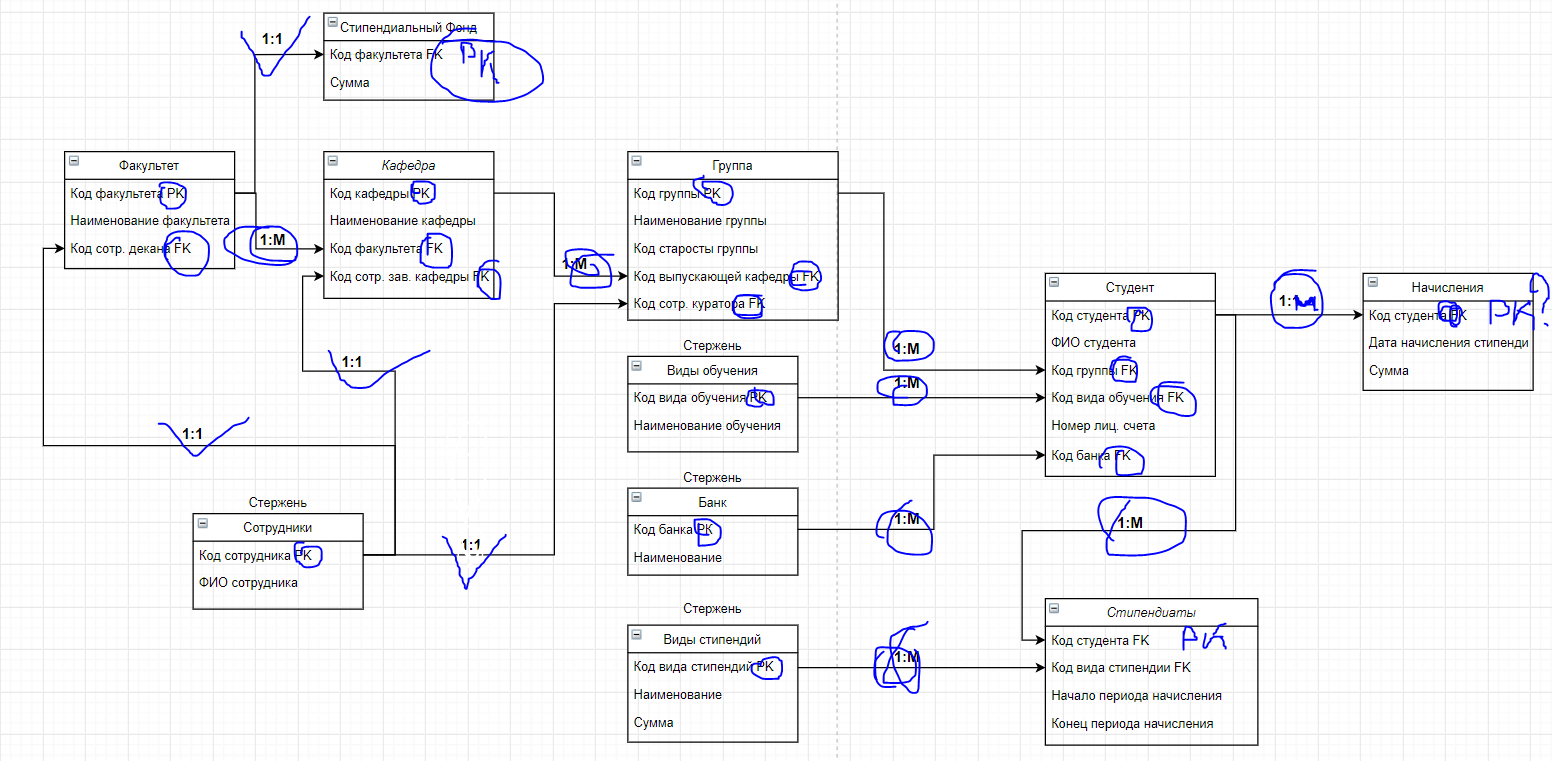 1:1
Стипендиальный Фонд
Код факультета FK
PK
Сумма
Факультет
Код факультета PK
Наименование факультета
Код сотр. декана FK
1:M
Кафедра
Код кафедры PK
Наименование кафедры
Код факультета FK
Код сотр. зав. кафедры FK
1:M
Группа
Код группы PK
Наименование группы
Код старосты группы
Код выпускающей кафедры FK
Код сотр. куратора FK
1:1
1:1
Стержень
Сотрудники
Код сотрудника PK
ФИО сотрудника
1:1
Стержень
Виды обучения
Код вида обучения PK
Наименование обучения
1:M
1:M
Стержень
Банк
Код банка PK
Наименование
1:M
Стержень
Виды стипендий
Код вида стипендий PK
Наименование
Сумма
1:M
Студент
Код студента PK
ФИО студента
Код группы FK
Код вида обучения FK
Номер лиц. счета
Код банка FK
1:M
Начисления
Код студента FK PK?
Дата начисления стипенди
Сумма
1:M
Стипендиаты
Код студента FK PK
Код вида стипендии FK
Начало периода начисления
Конец периода начисления